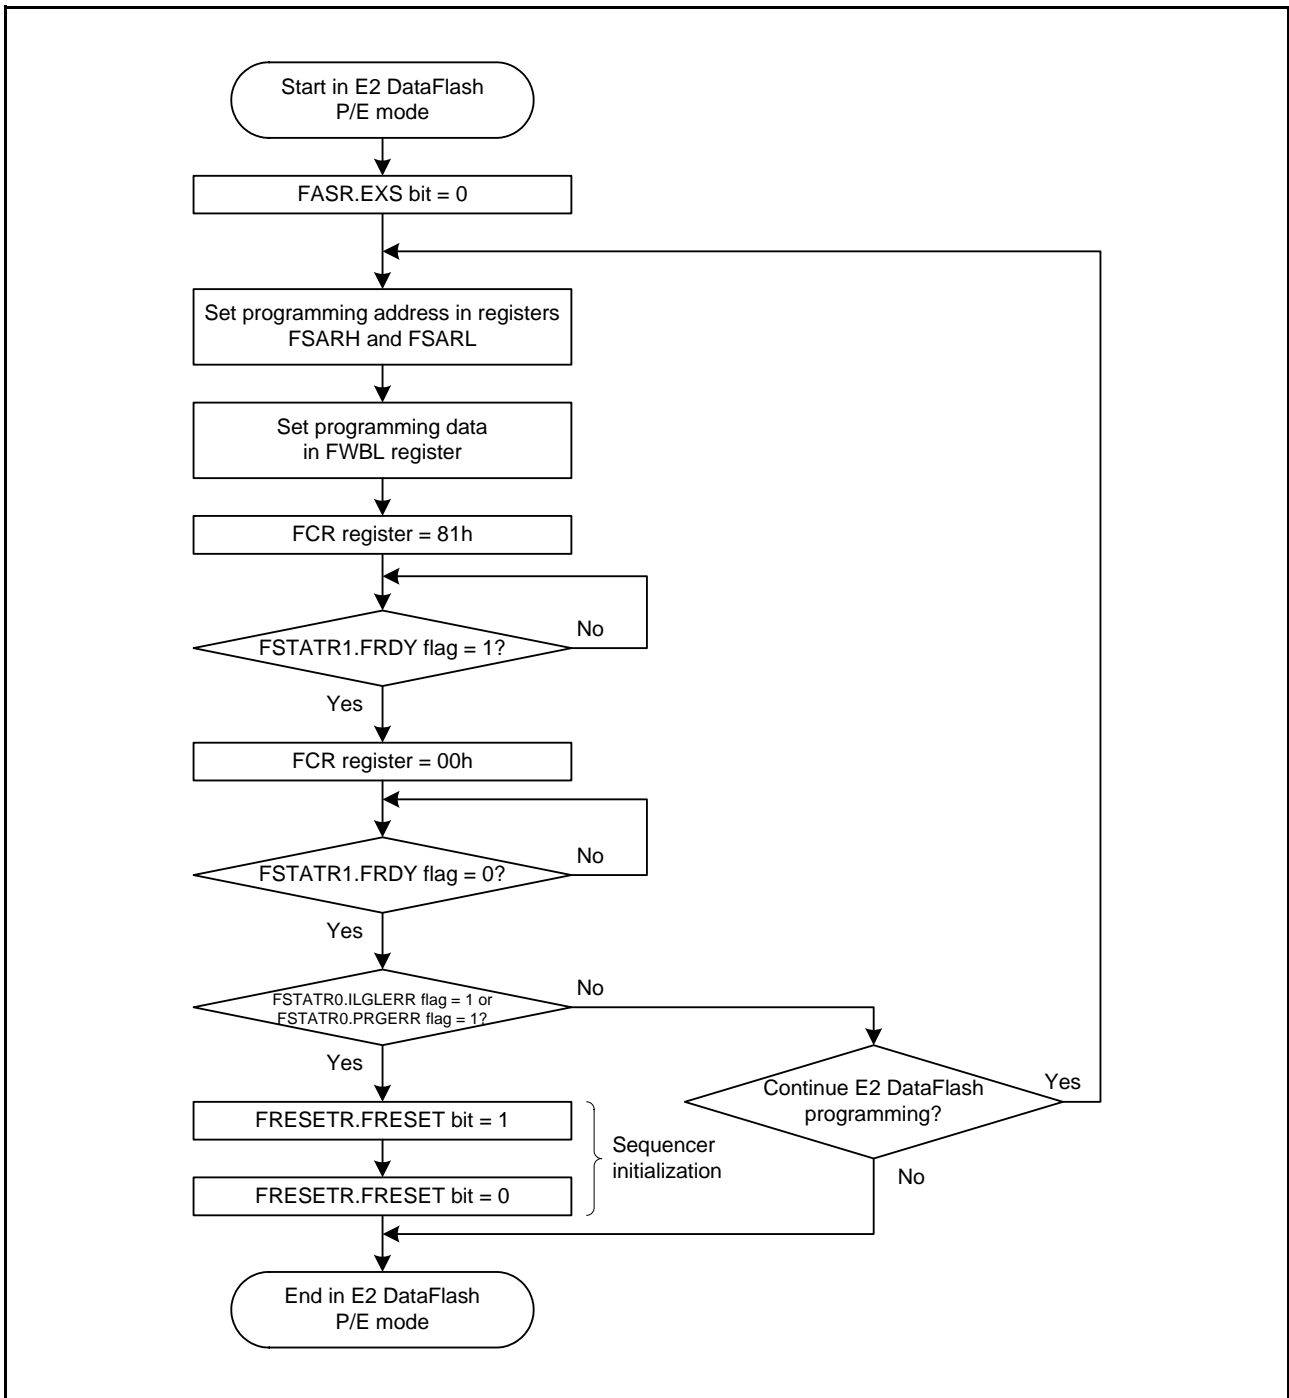 Start in E2 DataFlash
P/E mode
FASR.EXS bit = 0
Set programming address in registers
FSARH and FSARL
Set programming data
in FWBL register
FCR register = 81h
FSTATR1.FRDY flag = 1?
No
Yes
FCR register = 00h
FSTATR1.FRDY flag = 0?
No
Yes
FSTATR0.ILGLERR flag = 1 or
FSTATR0.PRGERR flag = 1?
No
Yes
Continue E2 DataFlash
programming?
Yes
No
FRESETR.FRESET bit = 1
FRESETR.FRESET bit = 0
Sequencer
initialization
End in E2 DataFlash
P/E mode